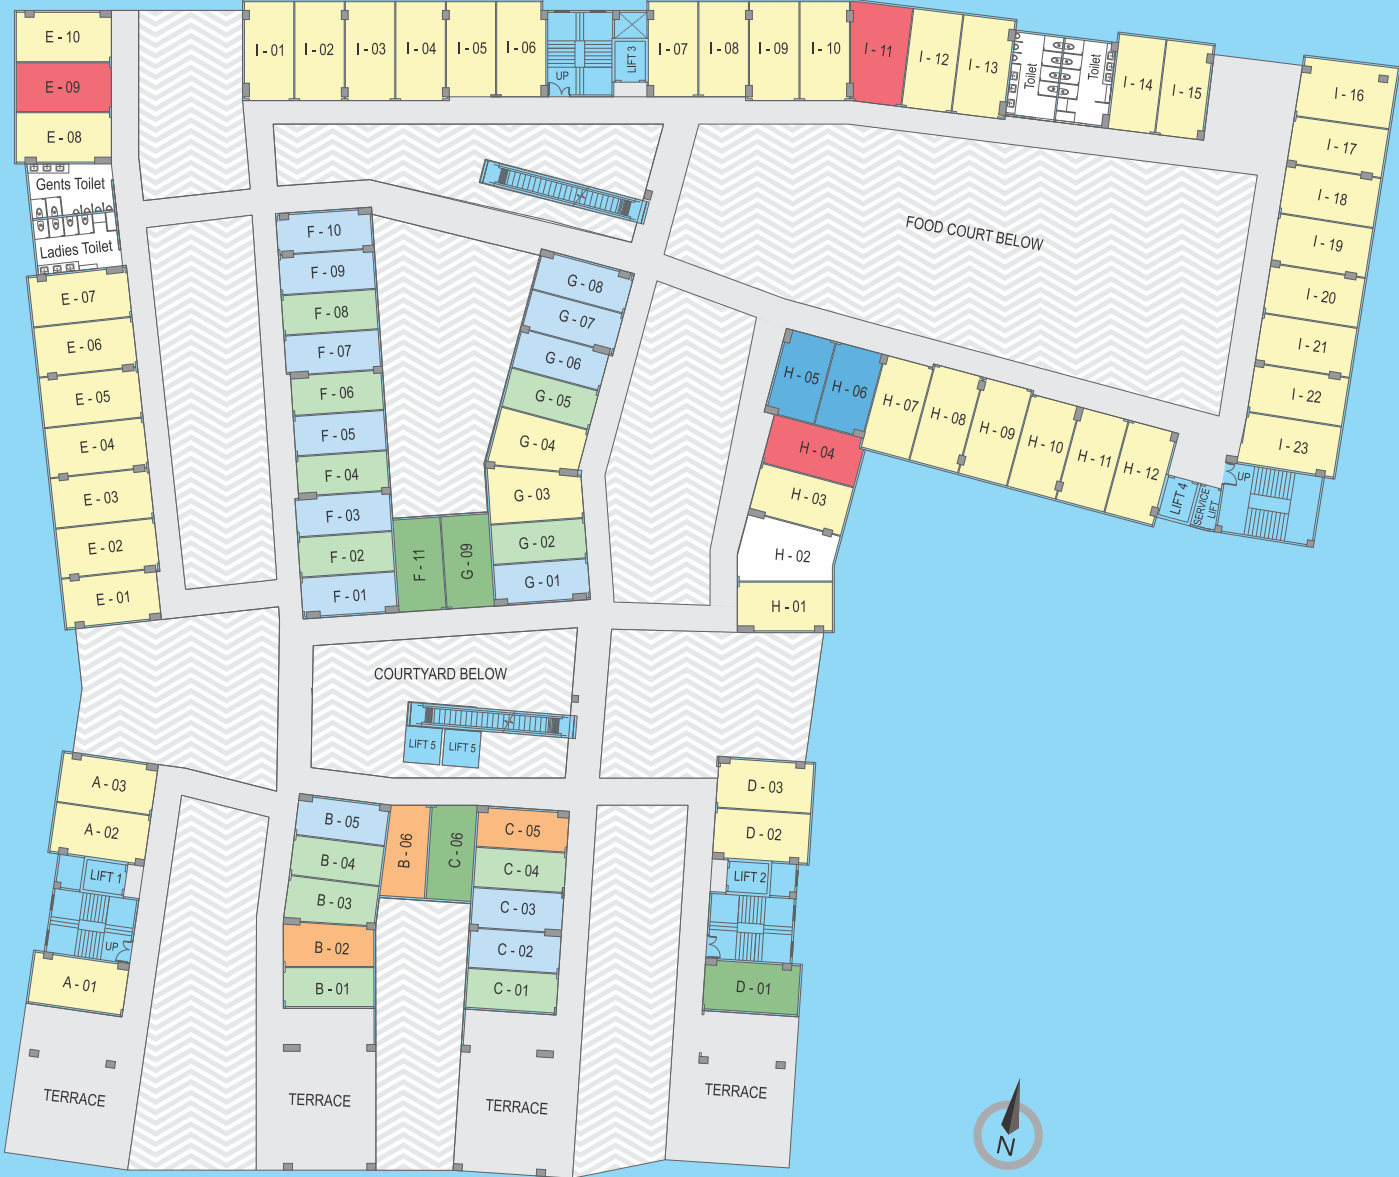 E - 10
E - 09
E - 08
Gents Toilet
Ladies Toilet
E - 07
E - 06
E - 05
E - 04
E - 03
E - 02
E - 01
I - 01
I - 02
I - 03
I - 04
I - 05
I - 06
UP
LIFT 3
I - 07
I - 08
I - 09
I - 10
I - 11
I - 12
I - 13
Toilet
Toilet
I - 14
I - 15
I - 16
I - 17
I - 18
I - 19
I - 20
I - 21
I - 22
I - 23
FOOD COURT BELOW
F - 10
F - 09
F - 08
F - 07
F - 06
F - 05
F - 04
F - 03
F - 02
F - 01
F - 11
G - 09
G - 08
G - 07
G - 06
G - 05
G - 04
G - 03
G - 02
G - 01
H - 05
H - 06
H - 07
H - 08
H - 09
H - 10
H - 11
H - 12
H - 04
H - 03
H - 02
H - 01
LIFT 4
SERVICE
LIFT
UP
COURTYARD BELOW
LIFT 5
LIFT 5
A - 03
A - 02
LIFT 1
UP
A - 01
TERRACE
B - 05
B - 04
B - 03
B - 02
B - 01
B - 06
C - 06
C - 05
C - 04
C - 03
C - 02
C - 01
TERRACE
TERRACE
D - 03
D - 02
LIFT 2
D - 01
TERRACE
N